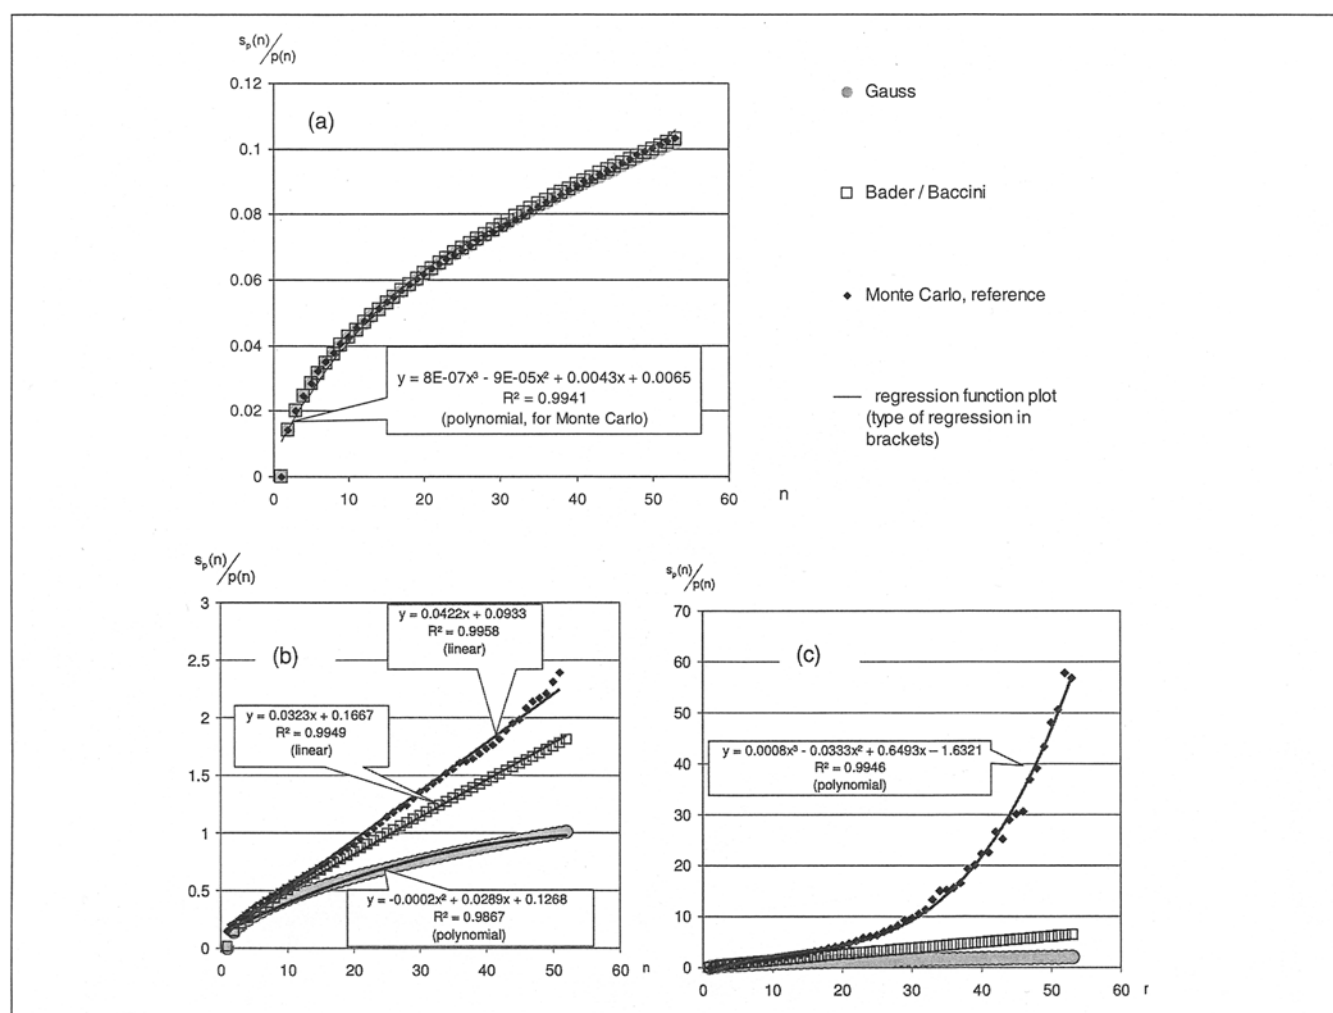 sₚ(n)/p(n)
0.12
0.1
0.08
0.06
0.04
0.02
0
(a)
y = 8E-07x³ - 9E-05x² + 0.0043x + 0.0065
R² = 0.9941
(polynomial, for Monte Carlo)
0 10 20 30 40 50 60 n
Gauss
Bader / Baccini
Monte Carlo, reference
regression function plot
(type of regression in
brackets)
sₚ(n)/p(n)
3
2.5
2
1.5
1
0.5
0
(b)
y = 0.0422x + 0.0933
R² = 0.9958
(linear)
y = 0.0323x + 0.1667
R² = 0.9949
(linear)
y = -0.0002x² + 0.0289x + 0.1268
R² = 0.9867
(polynomial)
0 10 20 30 40 50 60 n
sₚ(n)/p(n)
70
60
50
40
30
20
10
0
(c)
y = 0.0008x³ - 0.0333x² + 0.6493x – 1.6321
R² = 0.9946
(polynomial)
0 10 20 30 40 50 60 r